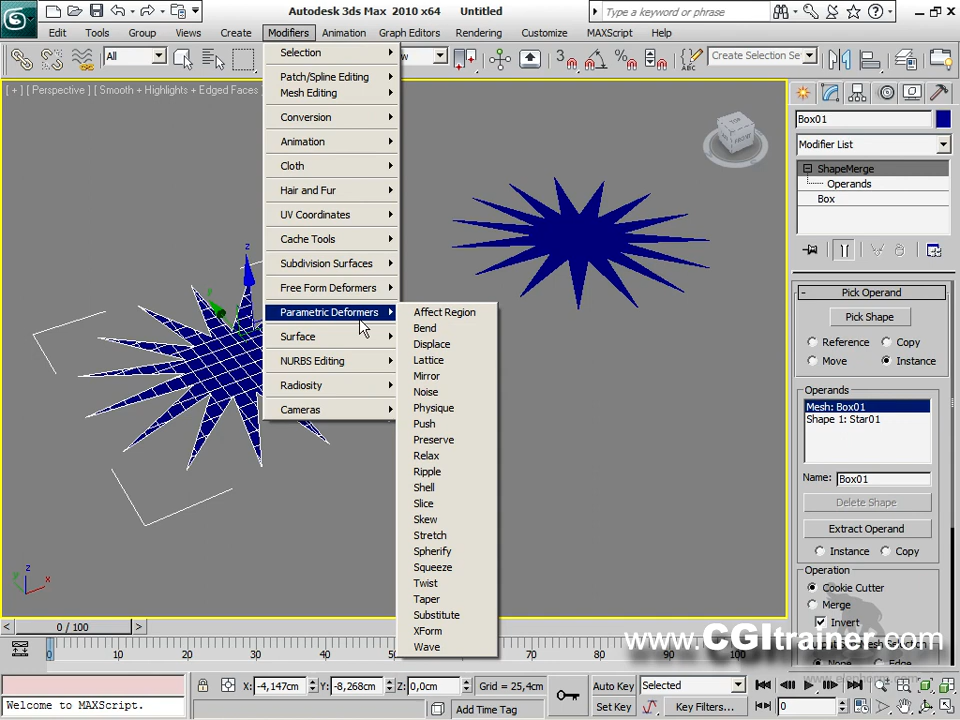 Autodesk 3ds Max 2010 x64 Untitled
Type a keyword or phrase
Edit Tools Group Views Create Modifiers Animation Graph Editors Rendering Customize MAXScript Help
All
Create Selection Se
[ + ] [ Perspective ] [ Smooth + Highlights + Edged Faces ]
Selection
Patch/Spline Editing
Mesh Editing
Conversion
Animation
Cloth
Hair and Fur
UV Coordinates
Cache Tools
Subdivision Surfaces
Free Form Deformers
Parametric Deformers
Surface
NURBS Editing
Radiosity
Cameras
Affect Region
Bend
Displace
Lattice
Mirror
Noise
Physique
Push
Preserve
Relax
Ripple
Shell
Slice
Skew
Stretch
Spherify
Squeeze
Twist
Taper
Substitute
XForm
Wave
TOP
FRONT
z
z
x
y
Box01
Modifier List
ShapeMerge
Operands
Box
Pick Operand
Pick Shape
Reference Copy
Move Instance
Operands
Mesh: Box01
Shape 1: Star01
Name: Box01
Delete Shape
Extract Operand
Instance Copy
Operation
Cookie Cutter
Merge
Invert
None Edge
www.CGItrainer.com
0 / 100
0 10 20 30 40 50 60 70 80 90 100
X: -4,147cm Y: -8,268cm Z: 0,0cm Grid = 25,4cm
Auto Key Selected
Welcome to MAXScript.
Add Time Tag
Set Key Key Filters... 0